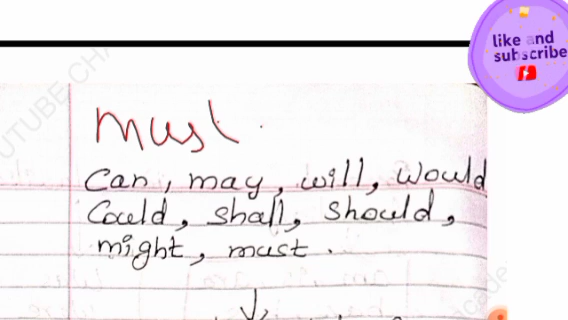 like and
subscribe
must.
Can, may, will, would
Could, shall, should,
might, must.